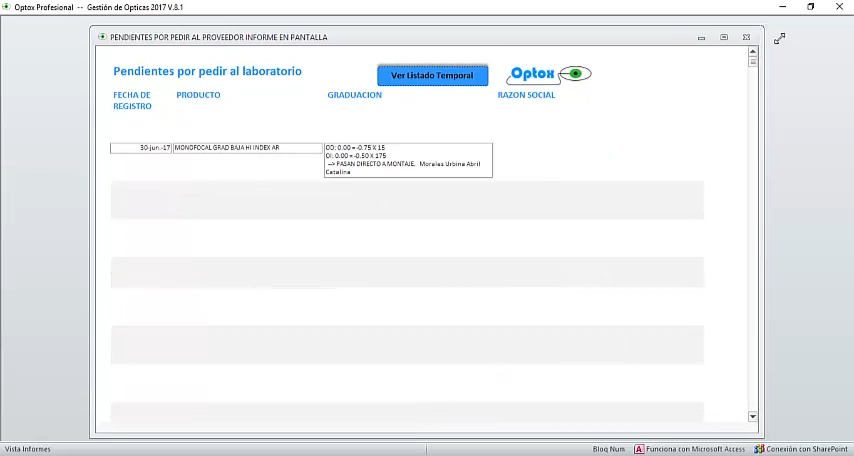 Optox Profesional -- Gestión de Opticas 2017 V.8.1
PENDIENTES POR PEDIR AL PROVEEDOR INFORME EN PANTALLA
Pendientes por pedir al laboratorio
Ver Listado Temporal
Optox
FECHA DE REGISTRO
PRODUCTO
GRADUACION
RAZON SOCIAL
30-jun.-17
MONOFOCAL GRAD BAJA HI INDEX AR
OD: 0.00 = -0.75 X 15
OI: 0.00 = -0.50 X 175
--> PASAN DIRECTO A MONTAJE. Morales Urbina Abril
Catalina
Vista Informes
Bloq Num
Funciona con Microsoft Access
Conexión con SharePoint